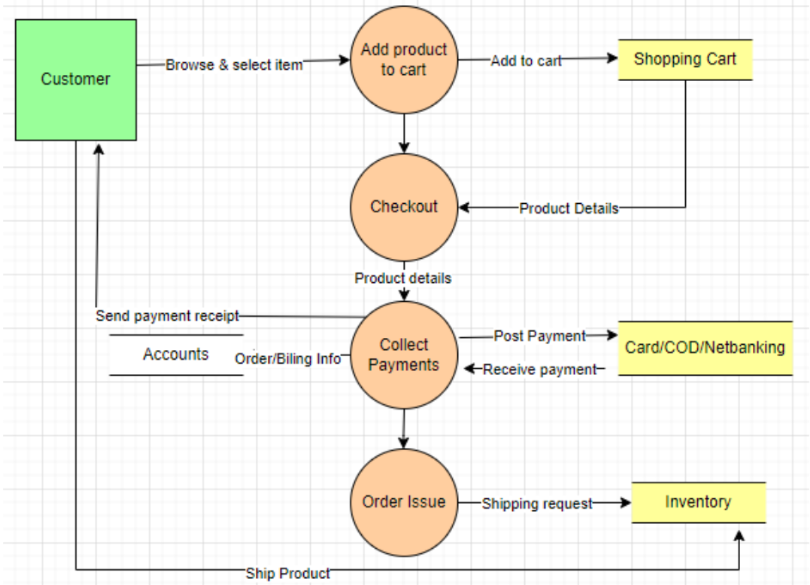 Customer
Browse & select item
Add product
to cart
Add to cart
Shopping Cart
Checkout
Product Details
Product details
Send payment receipt
Accounts
Order/Biling Info
Collect
Payments
Post Payment
Receive payment
Card/COD/Netbanking
Order Issue
Shipping request
Inventory
Ship Product